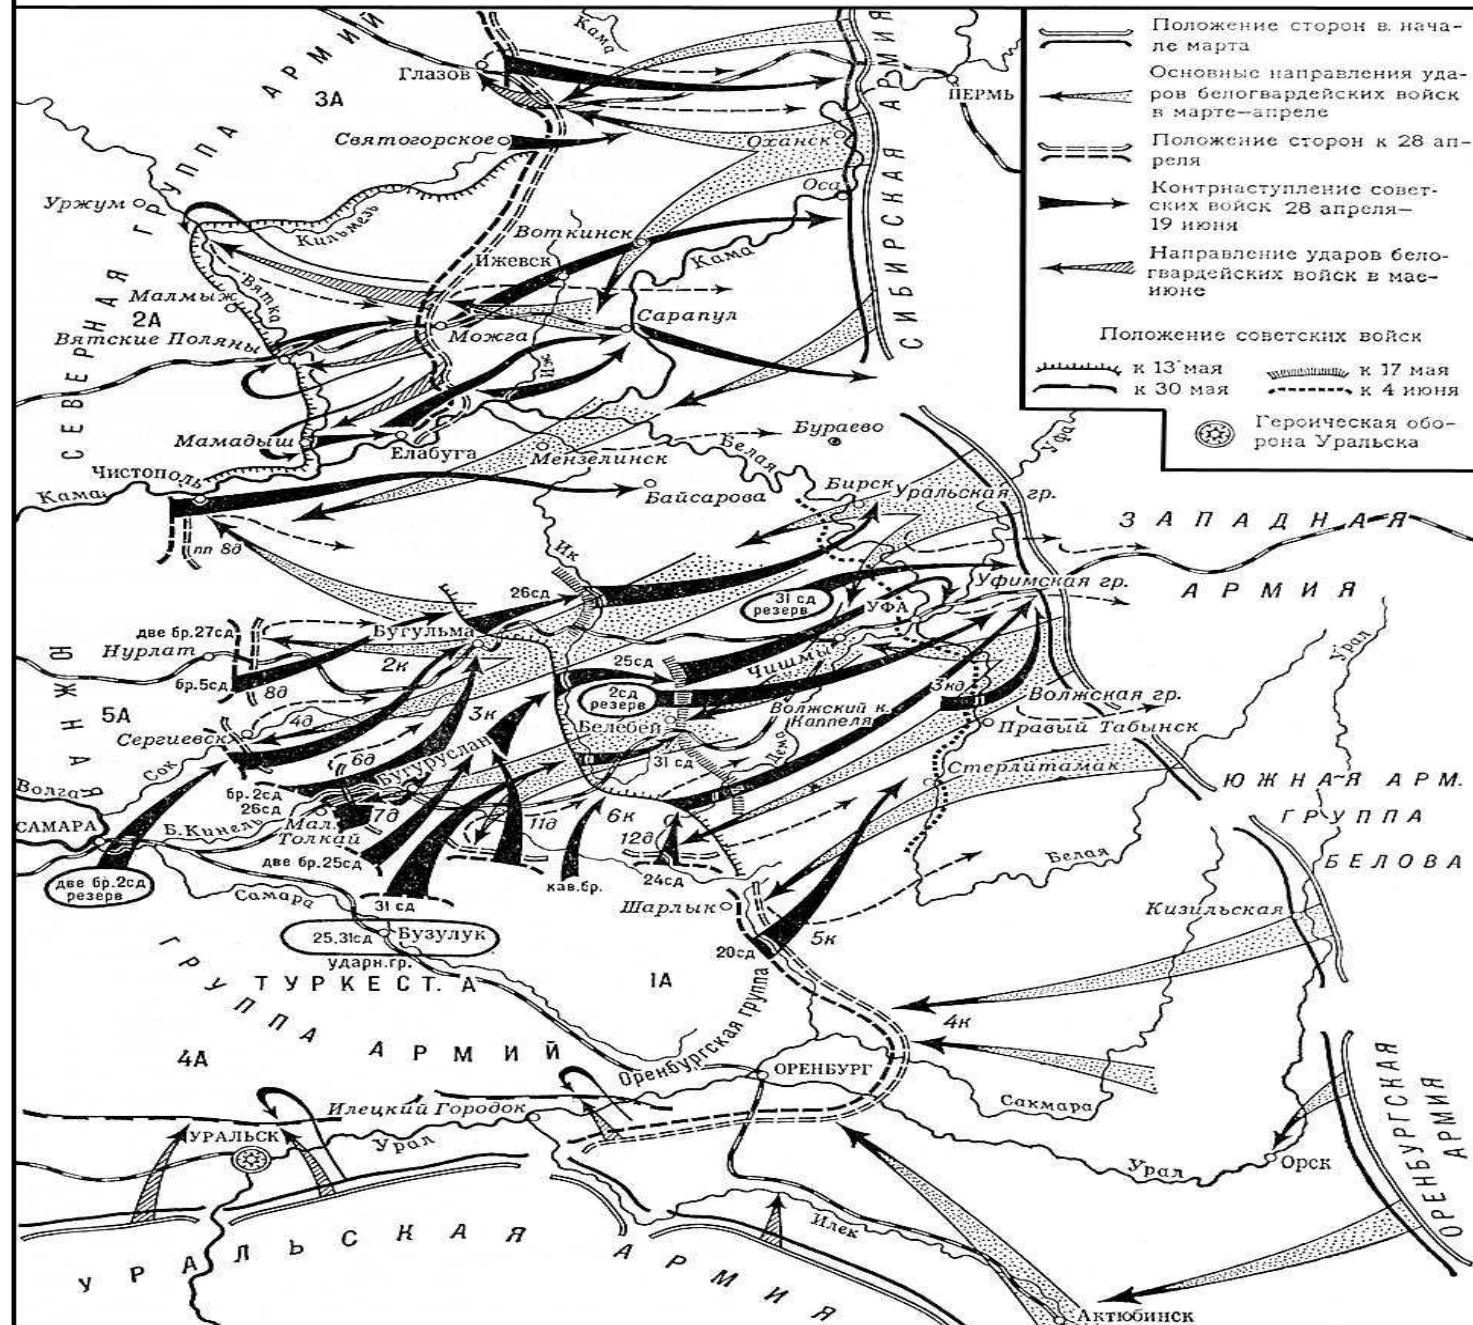 Положение сторон в нача-
ле марта
Основные направления уда-
ров белогвардейских войск
в марте—апреле
Положение сторон к 28 ап-
реля
Контрнаступление совет-
ских войск 28 апреля—
19 июня
Направление ударов бело-
гвардейских войск в мае-
июне
Положение советских войск
к 13 мая
к 17 мая
к 30 мая
к 4 июня
Героическая обо-
рона Уральска
СЕВЕРНАЯ ГРУППА АРМИЙ
3А
Глазов
Кама
ПЕРМЬ
Святогорское
Оханск
Оса
СИБИРСКАЯ АРМИЯ
Уржум
Кильмезь
Воткинск
Ижевск
Кама
Вятка
Малмыж
2А
Вятские Поляны
Можга
Сарапул
Иж
Мамадыш
Елабуга
Мензелинск
Бураево
Белая
Уфа
Чистополь
Кама
Байсарова
Бирск
Уральская гр.
ЗАПАДНАЯ
АРМИЯ
пп 8д
Ик
26сд
31 сд
резерв
УФА
Уфимская гр.
две бр.27сд
Нурлат
Бугульма
2к
бр.5сд
8д
25сд
Чишмы
2сд
резерв
3кд
Волжская гр.
Волжский к.
Каппеля
5А
4д
3к
Сергиевск
Белебей
Правый Табынск
Дема
Сок
6д
Бугуруслан
31 сд
Стерлитамак
Волга
бр.2сд
26сд
САМАРА
Б.Кинель
Мал.
Толкай
7д
11д
6к
12д
ЮЖНАЯ АРМ.
ГРУППА
БЕЛОВА
Урал
Белая
две бр.25сд
две бр.2сд
резерв
Самара
31 сд
кав.бр.
24сд
Шарлык
Кизильская
25,31сд
Бузулук
ударн.гр.
20сд
5к
ТУРКЕСТ. А
1А
ЮЖНАЯ ГРУППА АРМИЙ
4к
4А
Оренбургская группа
ОРЕНБУРГ
Илецкий Городок
Сакмара
УРАЛЬСК
Урал
Урал
Орск
ОРЕНБУРГСКАЯ
АРМИЯ
Илек
УРАЛЬСКАЯ АРМИЯ
Актюбинск